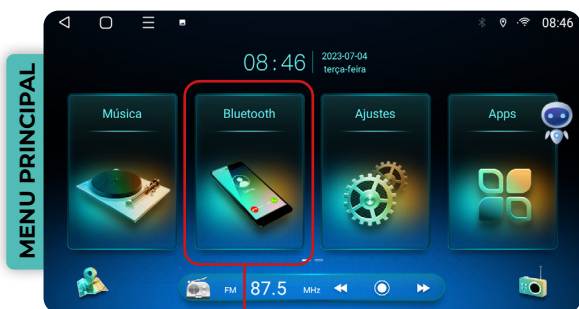 MENU PRINCIPAL
08:46
08:46
2023-07-04
terça-feira
Música
Bluetooth
Ajustes
Apps
FM 87.5 MHz